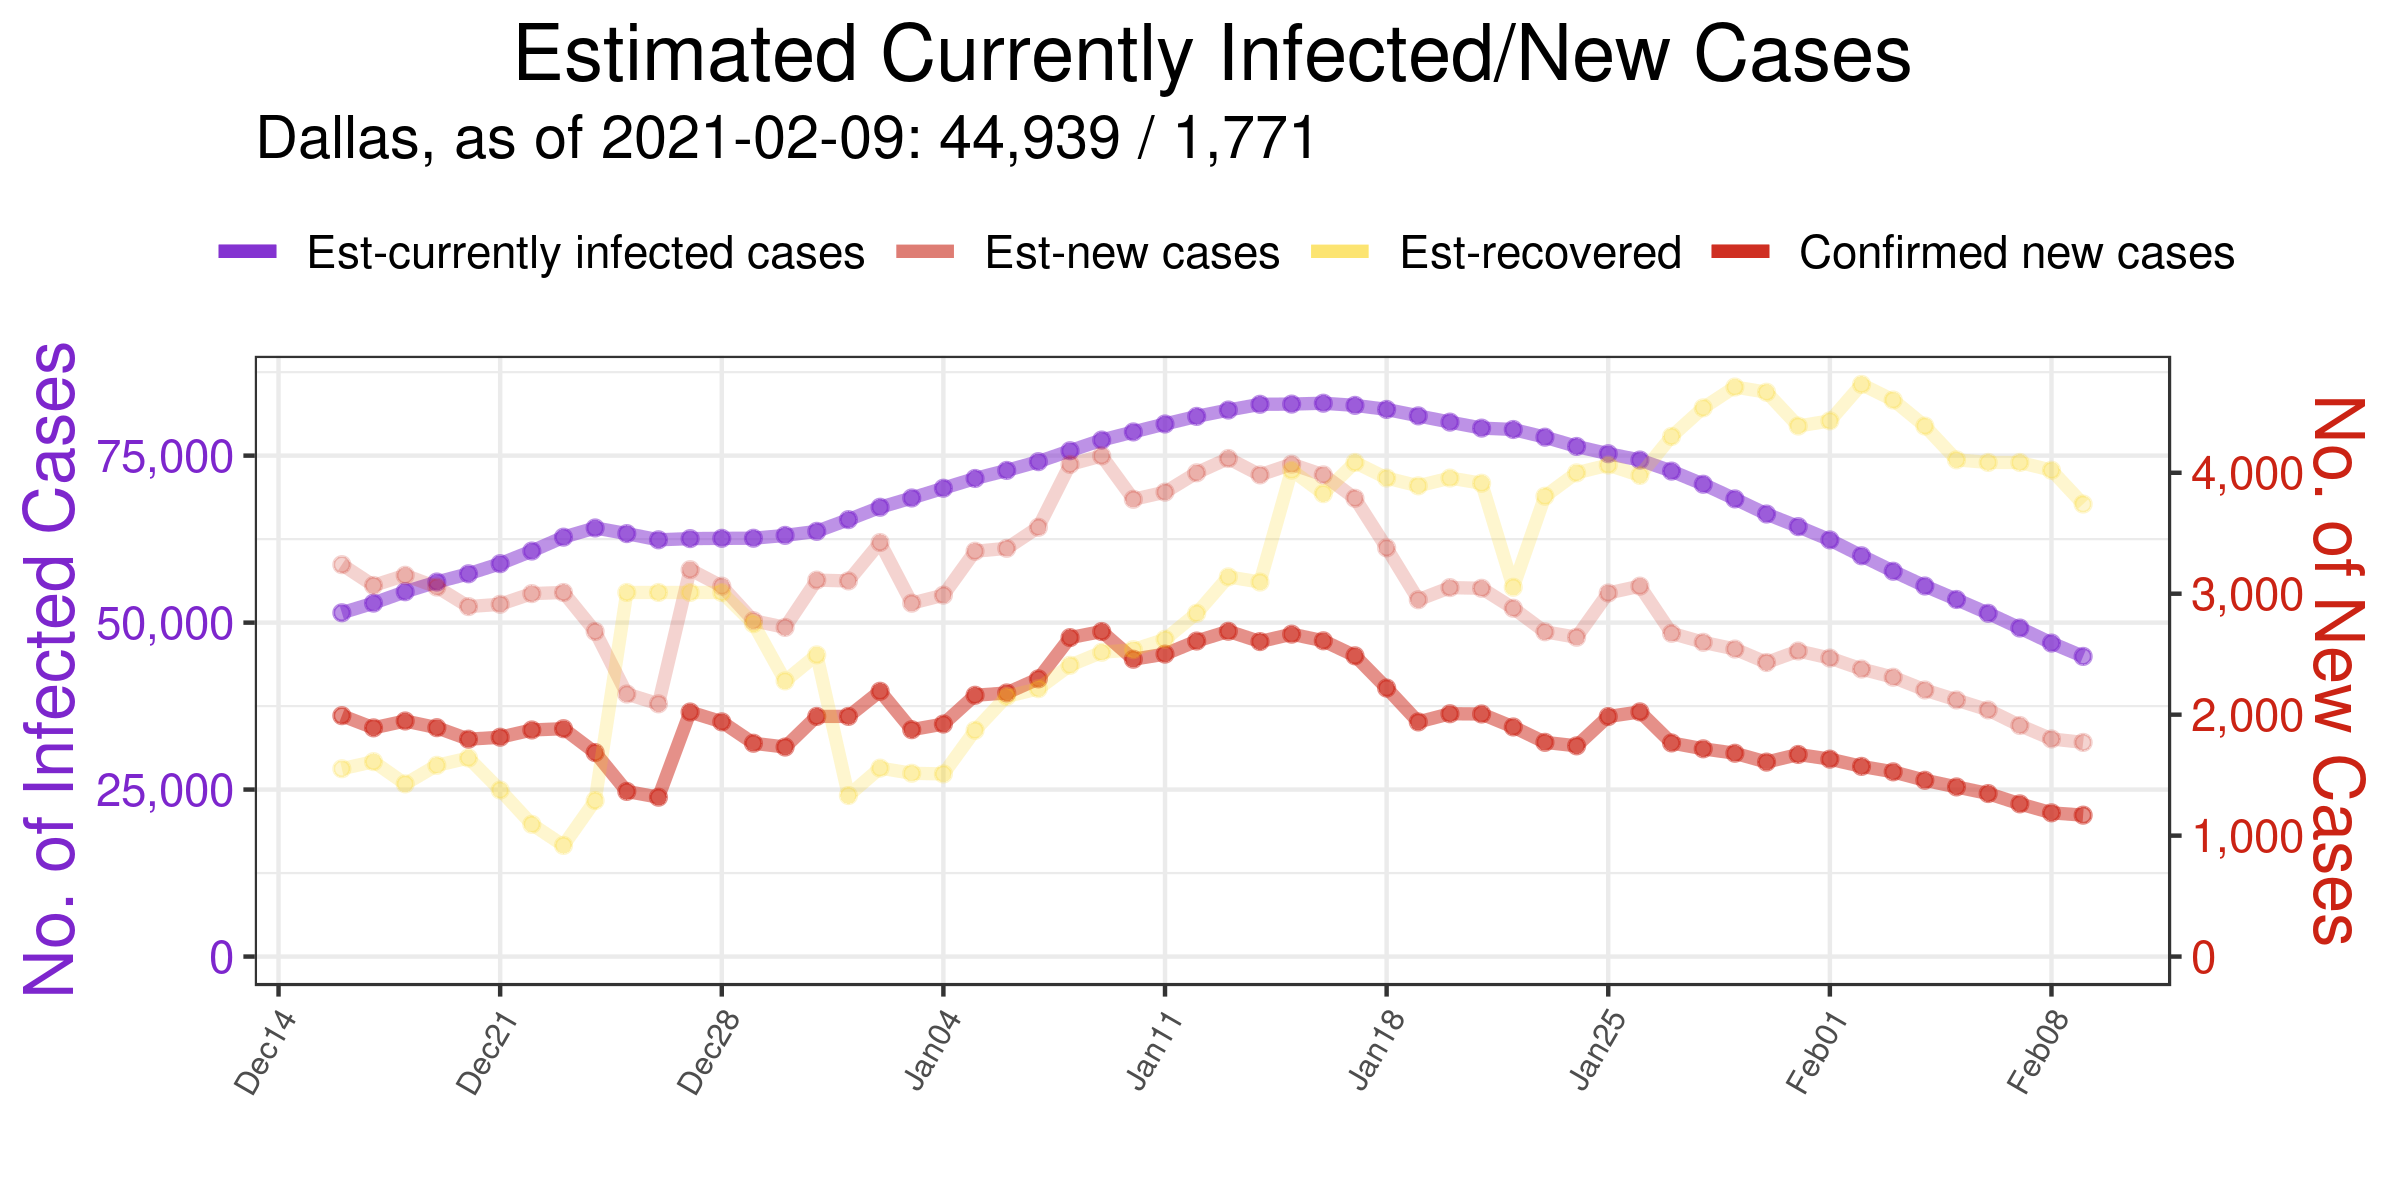 Estimated Currently Infected/New Cases
Dallas, as of 2021-02-09: 44,939 / 1,771
Est-currently infected cases Est-new cases Est-recovered Confirmed new cases
No. of Infected Cases
75,000
50,000
25,000
0
4,000
3,000
2,000
1,000
0
No. of New Cases
Dec14 Dec21 Dec28 Jan04 Jan11 Jan18 Jan25 Feb01 Feb08